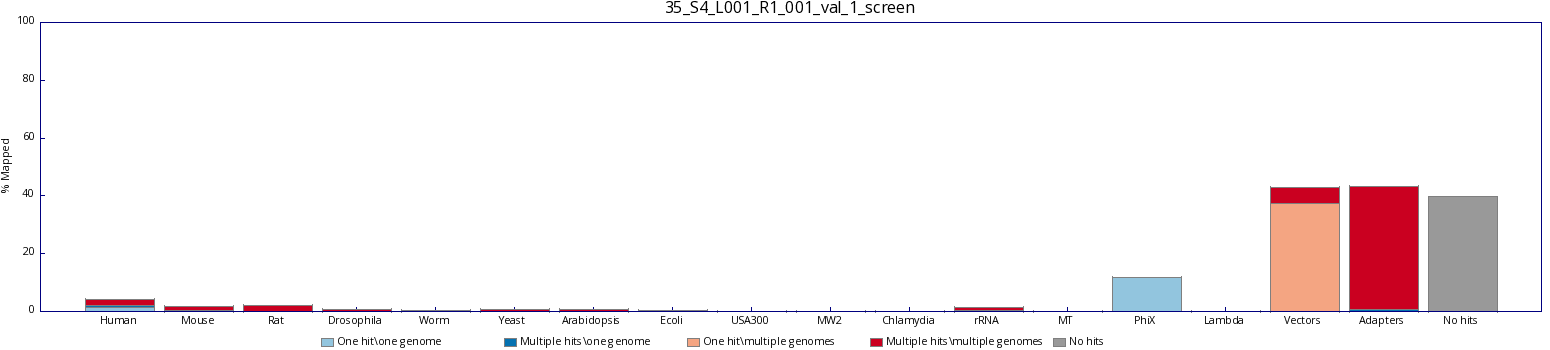 35_S4_L001_R1_001_val_1_screen
% Mapped
100
80
60
40
20
0
Human Mouse Rat Drosophila Worm Yeast Arabidopsis Ecoli USA300 MW2 Chlamydia rRNA MT PhiX Lambda Vectors Adapters No hits
One hit\one genome Multiple hits\one genome One hit\multiple genomes Multiple hits\multiple genomes No hits